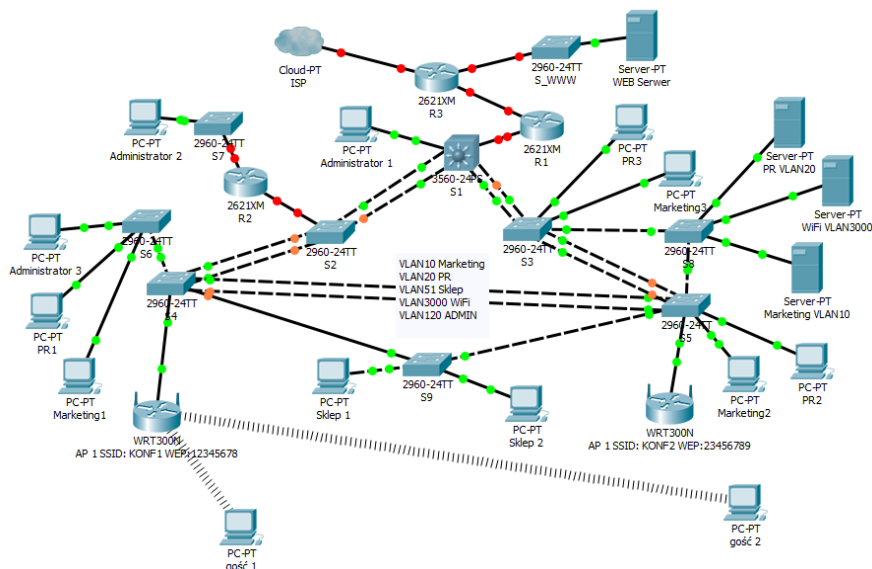 Cloud-PT
ISP
2621XM
R3
2960-24TT
S_WWW
Server-PT
WEB Serwer
PC-PT
Administrator 2
2960-24TT
S7
PC-PT
Administrator 1
3560-24PS
S1
2621XM
R1
PC-PT
PR3
Server-PT
PR VLAN20
2621XM
R2
PC-PT
Marketing3
Server-PT
WiFi VLAN3000
PC-PT
Administrator 3
2960-24TT
S6
2960-24TT
S2
2960-24TT
S3
2960-24TT
S8
VLAN10 Marketing
VLAN20 PR
VLAN51 Sklep
VLAN3000 WiFi
VLAN120 ADMIN
Server-PT
Marketing VLAN10
PC-PT
PR1
2960-24TT
S4
2960-24TT
S5
PC-PT
Marketing1
PC-PT
Sklep 1
2960-24TT
S9
PC-PT
Sklep 2
PC-PT
Marketing2
PC-PT
PR2
WRT300N
AP 1 SSID: KONF1 WEP:12345678
WRT300N
AP 1 SSID: KONF2 WEP:23456789
PC-PT
gość 1
PC-PT
gość 2